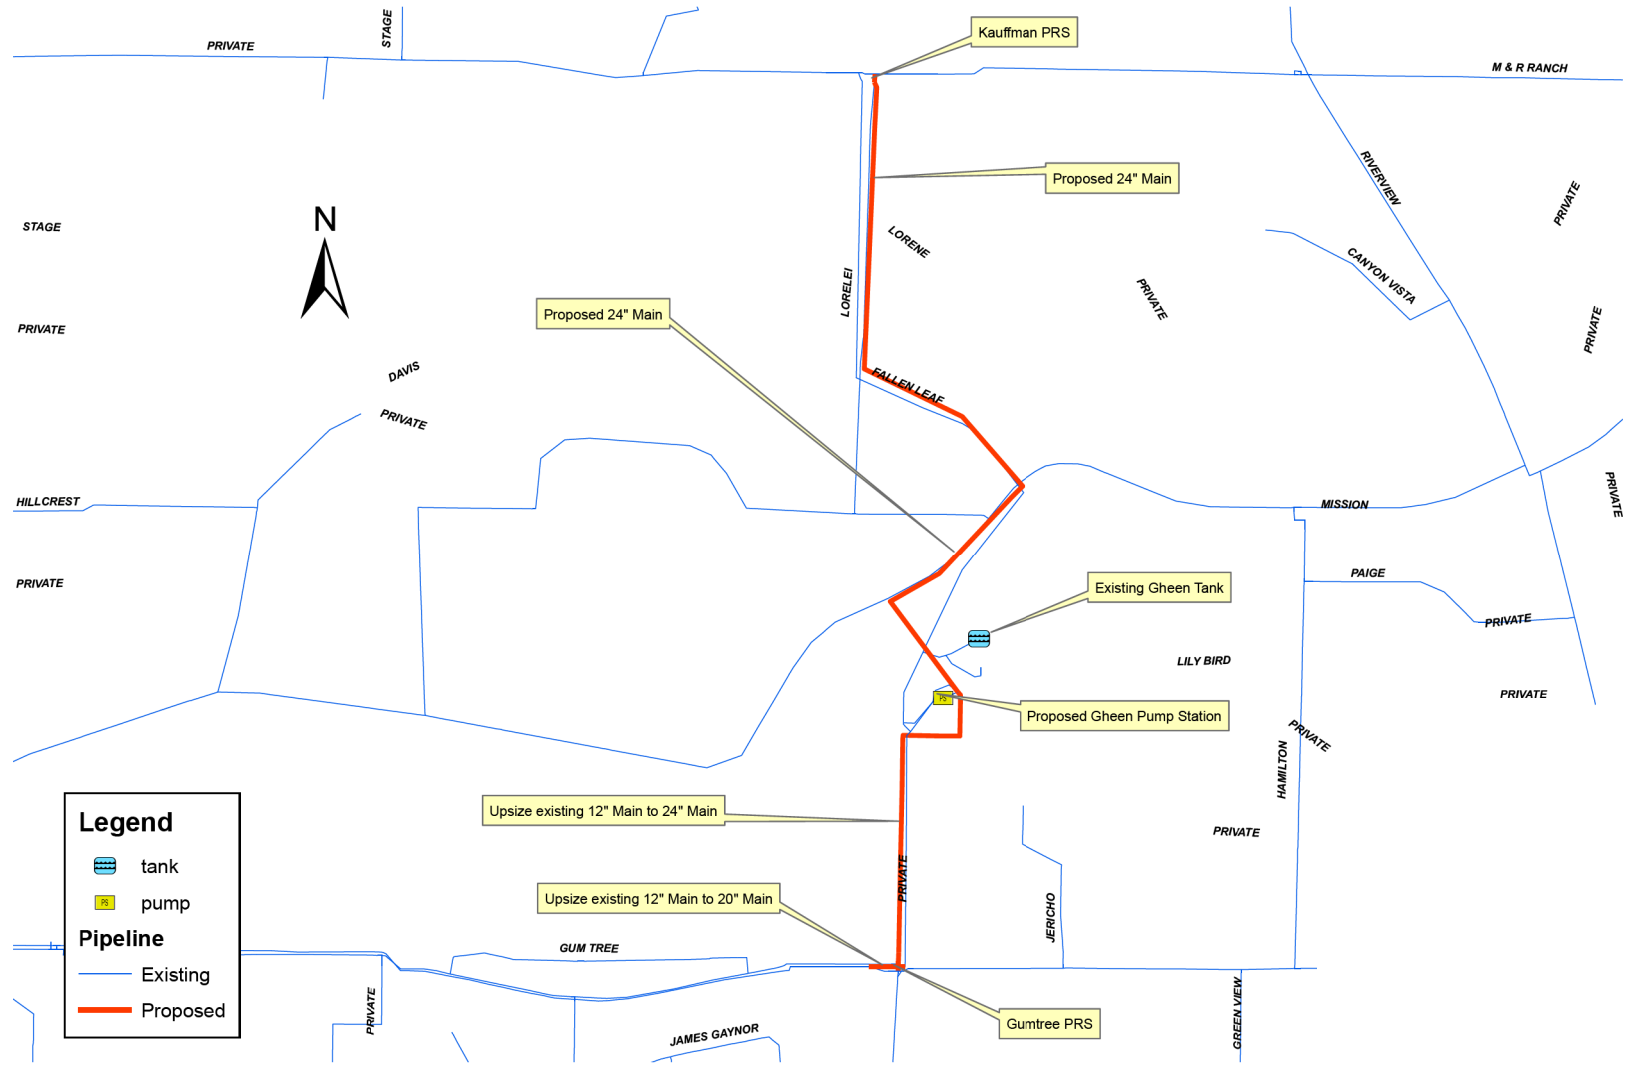 STAGE
PRIVATE
Kauffman PRS
M & R RANCH
Proposed 24" Main
RIVERVIEW
PRIVATE
STAGE
N
LORENE
CANYON VISTA
LORELEI
PRIVATE
Proposed 24" Main
PRIVATE
PRIVATE
DAVIS
FALLEN LEAF
PRIVATE
HILLCREST
MISSION
PRIVATE
PRIVATE
PAIGE
Existing Gheen Tank
PRIVATE
LILY BIRD
PRIVATE
PS
Proposed Gheen Pump Station
PRIVATE
HAMILTON
Upsize existing 12" Main to 24" Main
PRIVATE
PRIVATE
Upsize existing 12" Main to 20" Main
JERICHO
GUM TREE
PRIVATE
GREEN VIEW
Gumtree PRS
JAMES GAYNOR
Legend
tank
PS
pump
Pipeline
Existing
Proposed